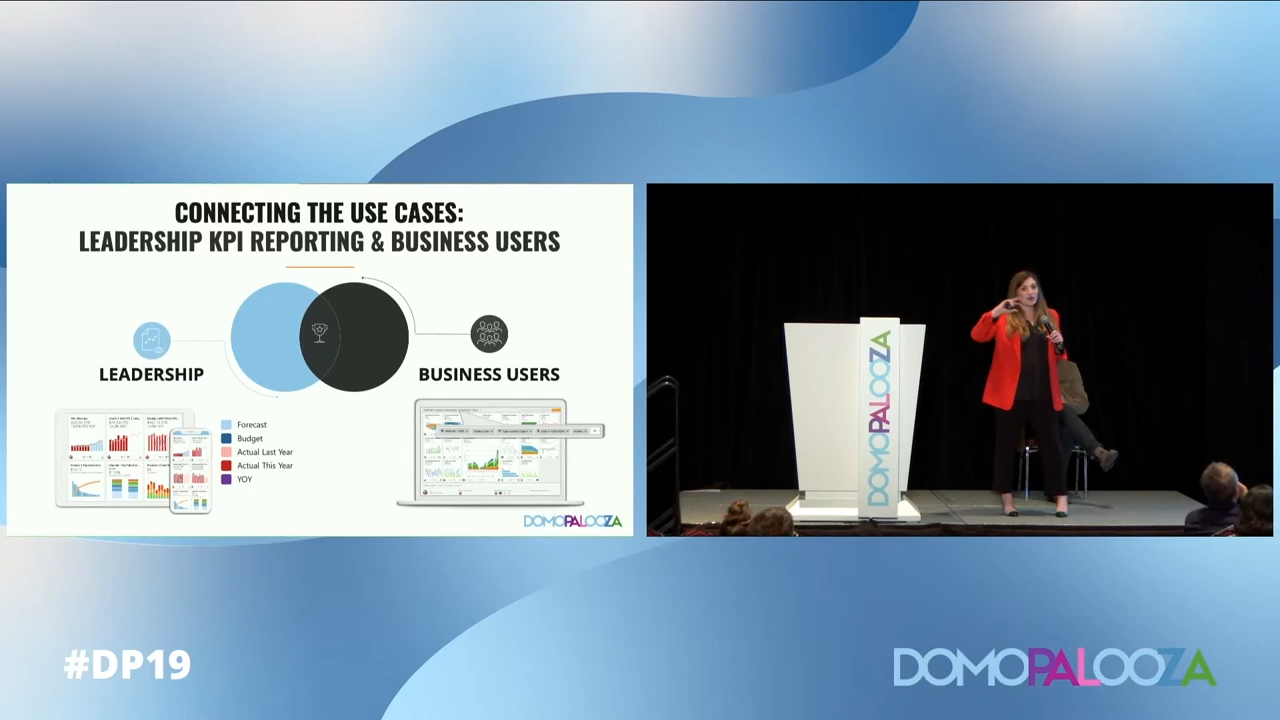 CONNECTING THE USE CASES:
LEADERSHIP KPI REPORTING & BUSINESS USERS
LEADERSHIP
BUSINESS USERS
Forecast
Budget
Actual Last Year
Actual This Year
YOY
DOMOPALOOZA
DOMOPALOOZA
#DP19
DOMOPALOOZA